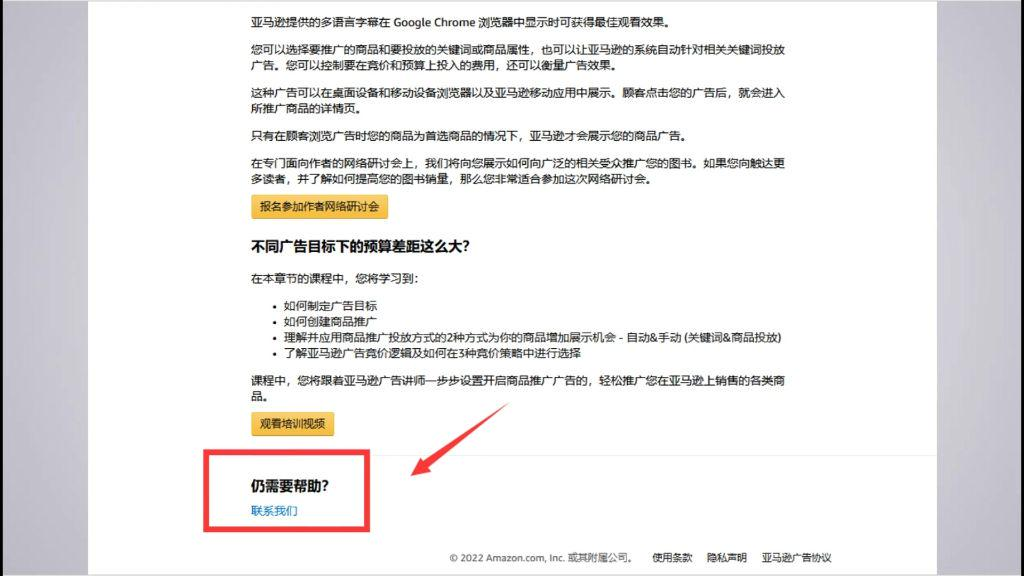 亚马逊提供的多语言字幕在 Google Chrome 浏览器中显示时可获得最佳观看效果。
您可以选择要推广的商品和要投放的关键词或商品属性，也可以让亚马逊的系统自动针对相关关键词投放
广告。您可以控制要在竞价和预算上投入的费用，还可以衡量广告效果。
这种广告可以在桌面设备和移动设备浏览器以及亚马逊移动应用中展示。顾客点击您的广告后，就会进入
所推广商品的详情页。
只有在顾客浏览广告时您的商品为首选商品的情况下，亚马逊才会展示您的商品广告。
在专门面向作者的网络研讨会上，我们将向您展示如何向广泛的相关受众推广您的图书。如果您向触达更
多读者，并了解如何提高您的图书销量，那么您非常适合参加这次网络研讨会。
报名参加作者网络研讨会
不同广告目标下的预算差距这么大?
在本章节的课程中，您将学习到：
• 如何制定广告目标
• 如何创建商品推广
• 理解并应用商品推广投放方式的2种方式为你的商品增加展示机会 - 自动&手动 (关键词&商品投放)
• 了解亚马逊广告竞价逻辑及如何在3种竞价策略中进行选择
课程中，您将跟着亚马逊广告讲师一步步设置开启商品推广广告的，轻松推广您在亚马逊上销售的各类商
品。
观看培训视频
仍需要帮助?
联系我们
© 2022 Amazon.com, Inc. 或其附属公司。 使用条款 隐私声明 亚马逊广告协议